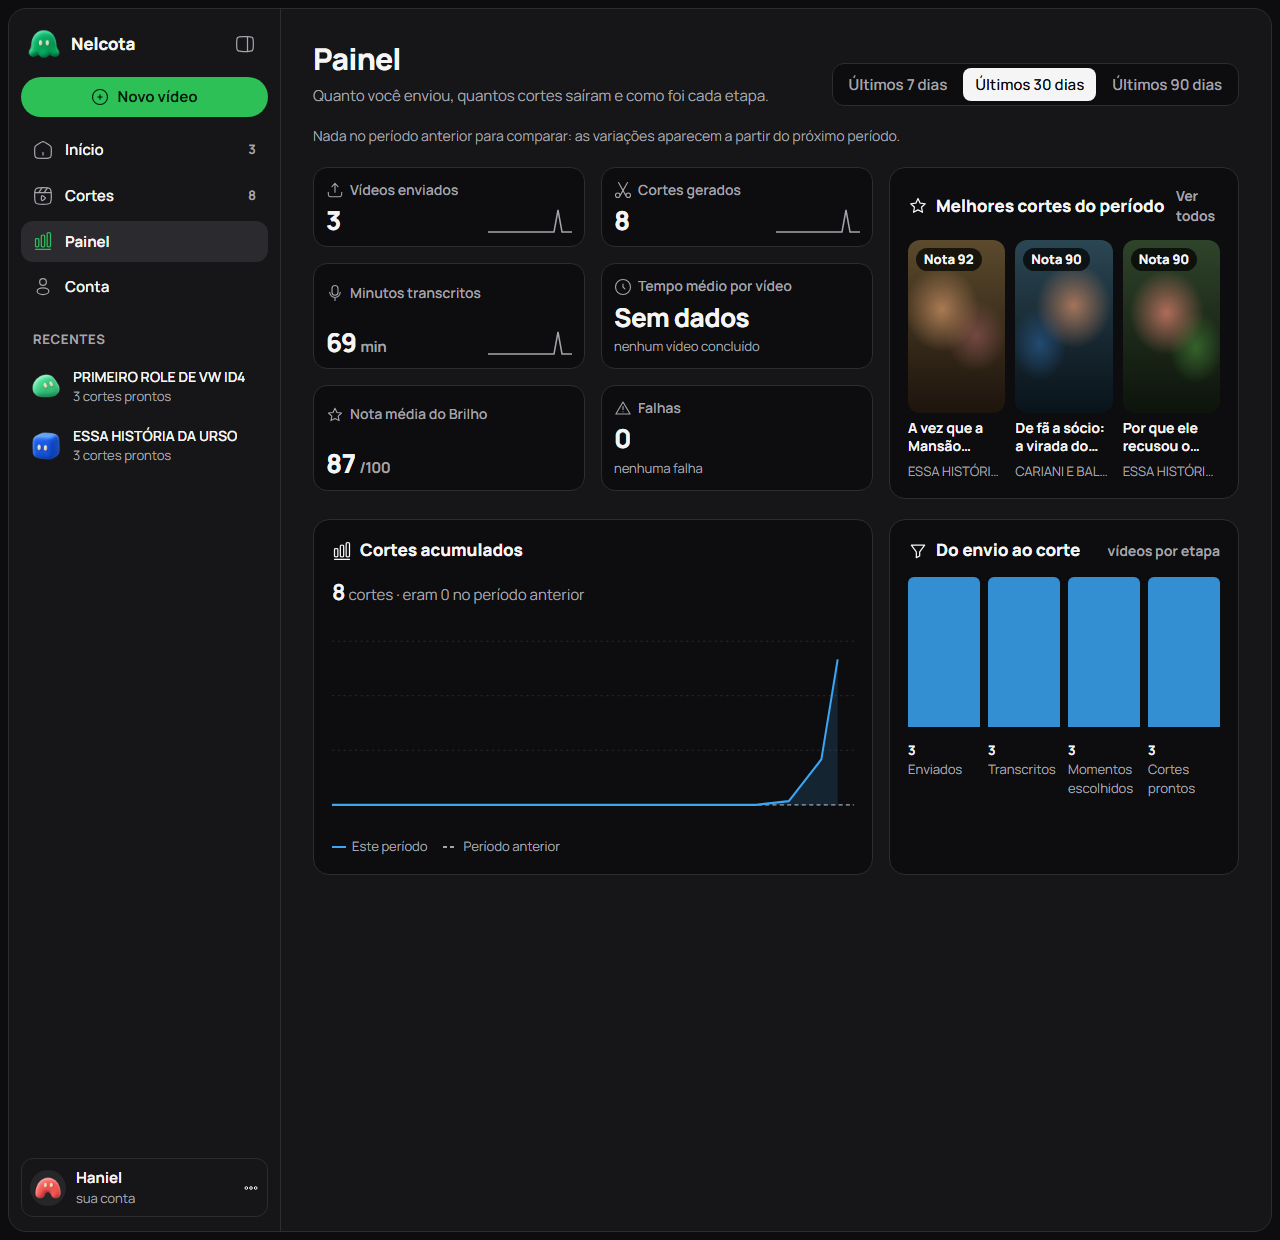 Nelcota
Novo vídeo
Início 3
Cortes 8
Painel
Conta
RECENTES
PRIMEIRO ROLE DE VW ID4
3 cortes prontos
ESSA HISTÓRIA DA URSO
3 cortes prontos
Haniel
sua conta
Painel
Quanto você enviou, quantos cortes saíram e como foi cada etapa.
Últimos 7 dias Últimos 30 dias Últimos 90 dias
Nada no período anterior para comparar: as variações aparecem a partir do próximo período.
Vídeos enviados
3
Cortes gerados
8
Minutos transcritos
69 min
Tempo médio por vídeo
Sem dados
nenhum vídeo concluído
Nota média do Brilho
87 /100
Falhas
0
nenhuma falha
Melhores cortes do período
Ver
todos
Nota 92
A vez que a
Mansão…
ESSA HISTÓRI…
Nota 90
De fã a sócio:
a virada do…
CARIANI E BAL…
Nota 90
Por que ele
recusou o…
ESSA HISTÓRI…
Cortes acumulados
8 cortes · eram 0 no período anterior
Este período Período anterior
Do envio ao corte vídeos por etapa
3
Enviados
3
Transcritos
3
Momentos
escolhidos
3
Cortes
prontos